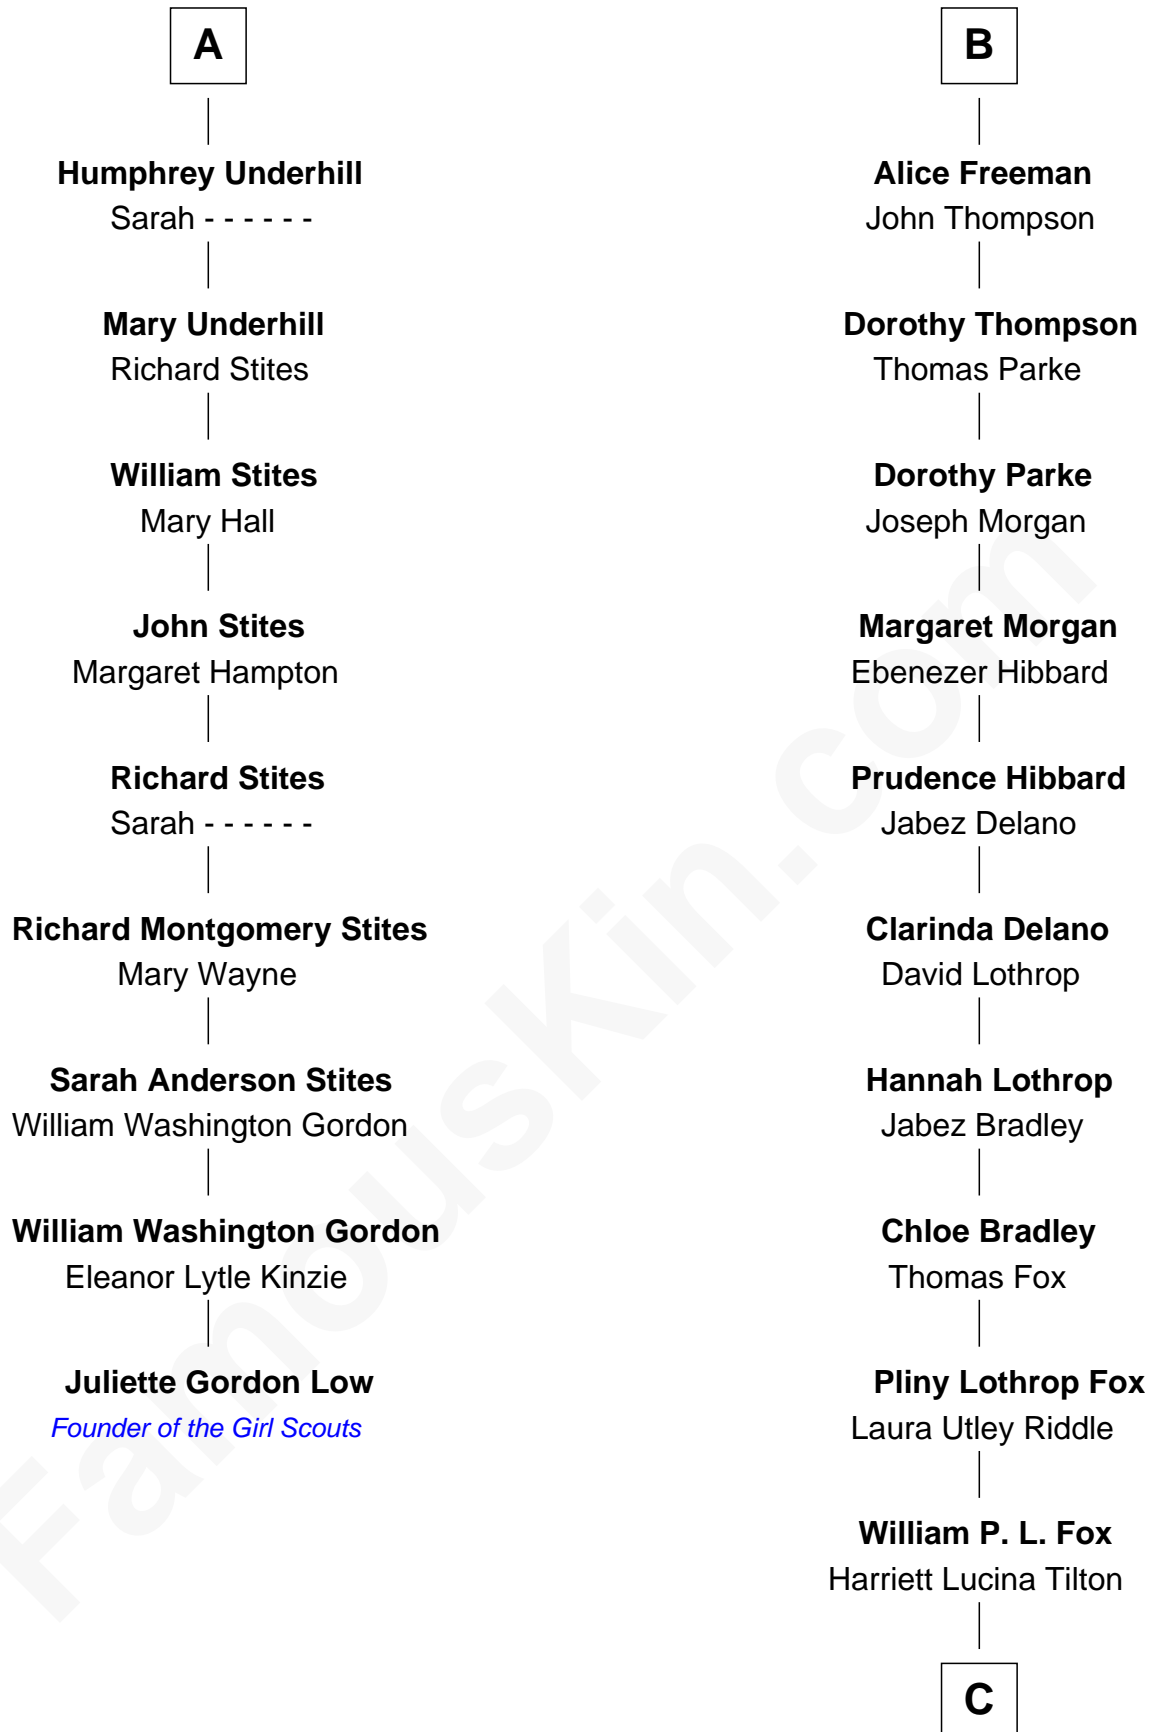 A
Humphrey Underhill
Sarah - - - - - -
Mary Underhill
Richard Stites
William Stites
Mary Hall
John Stites
Margaret Hampton
Richard Stites
Sarah - - - - - -
Richard Montgomery Stites
Mary Wayne
Sarah Anderson Stites
William Washington Gordon
William Washington Gordon
Eleanor Lytle Kinzie
Juliette Gordon Low
Founder of the Girl Scouts
B
Alice Freeman
John Thompson
Dorothy Thompson
Thomas Parke
Dorothy Parke
Joseph Morgan
Margaret Morgan
Ebenezer Hibbard
Prudence Hibbard
Jabez Delano
Clarinda Delano
David Lothrop
Hannah Lothrop
Jabez Bradley
Chloe Bradley
Thomas Fox
Pliny Lothrop Fox
Laura Utley Riddle
William P. L. Fox
Harriett Lucina Tilton
C
FamousKin.com